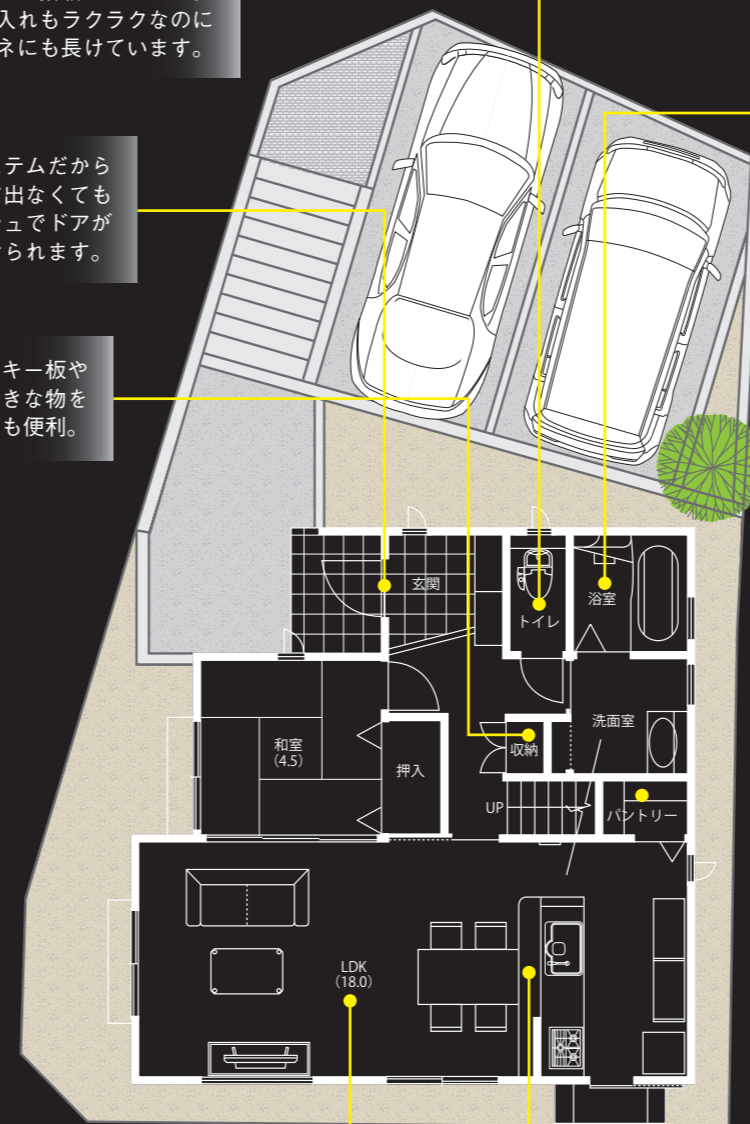 入れもラクラクなのに
ネにも長けています。
テムだから
出なくても
シュでドアが
られます。
キー板や
きな物を
も便利。
玄関
トイレ
浴室
洗面室
和室
(4.5)
押入
収納
UP
パントリー
LDK
(18.0)